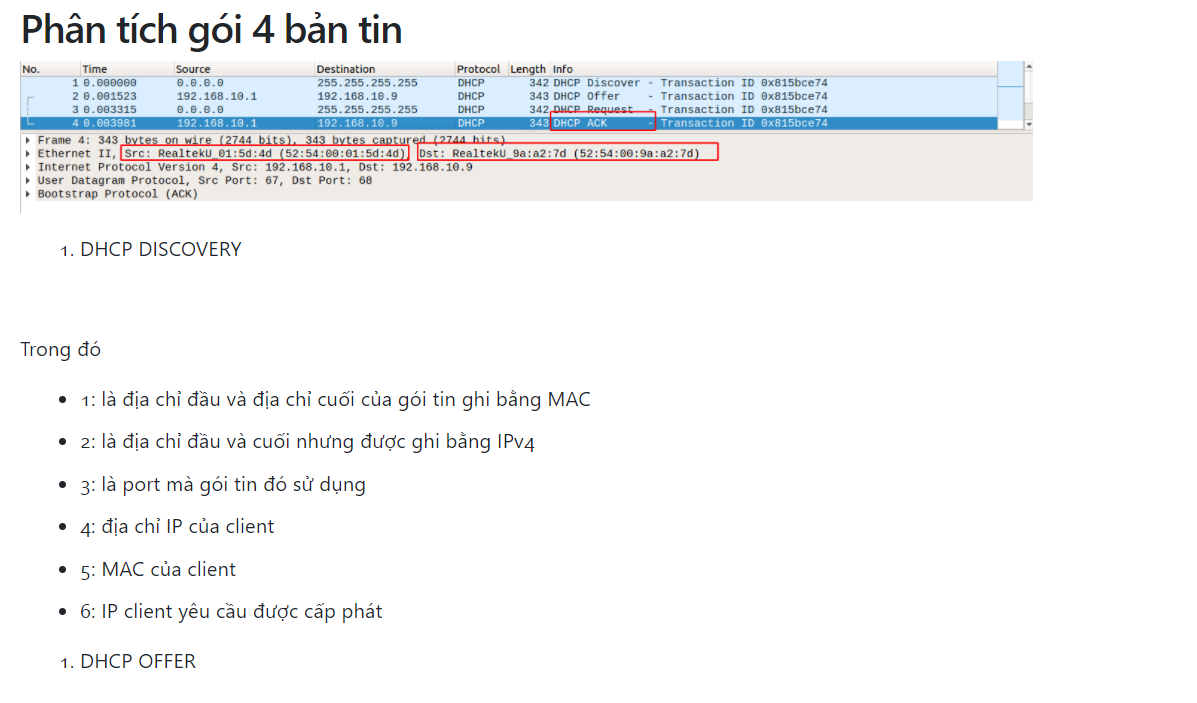 Phân tích gói 4 bản tin
No. Time Source Destination Protocol Length Info
1 0.000000 0.0.0.0 255.255.255.255 DHCP 342 DHCP Discover - Transaction ID 0x815bce74
2 0.001523 192.168.10.1 192.168.10.9 DHCP 343 DHCP Offer - Transaction ID 0x815bce74
3 0.003315 0.0.0.0 255.255.255.255 DHCP 342 DHCP Request - Transaction ID 0x815bce74
4 0.003981 192.168.10.1 192.168.10.9 DHCP 343 DHCP ACK - Transaction ID 0x815bce74
Frame 4: 343 bytes on wire (2744 bits), 343 bytes captured (2744 bits)
Ethernet II, Src: RealtekU_01:5d:4d (52:54:00:01:5d:4d), Dst: RealtekU_9a:a2:7d (52:54:00:9a:a2:7d)
Internet Protocol Version 4, Src: 192.168.10.1, Dst: 192.168.10.9
User Datagram Protocol, Src Port: 67, Dst Port: 68
Bootstrap Protocol (ACK)
1. DHCP DISCOVERY
Trong đó
• 1: là địa chỉ đầu và địa chỉ cuối của gói tin ghi bằng MAC
• 2: là địa chỉ đầu và cuối nhưng được ghi bằng IPv4
• 3: là port mà gói tin đó sử dụng
• 4: địa chỉ IP của client
• 5: MAC của client
• 6: IP client yêu cầu được cấp phát
1. DHCP OFFER